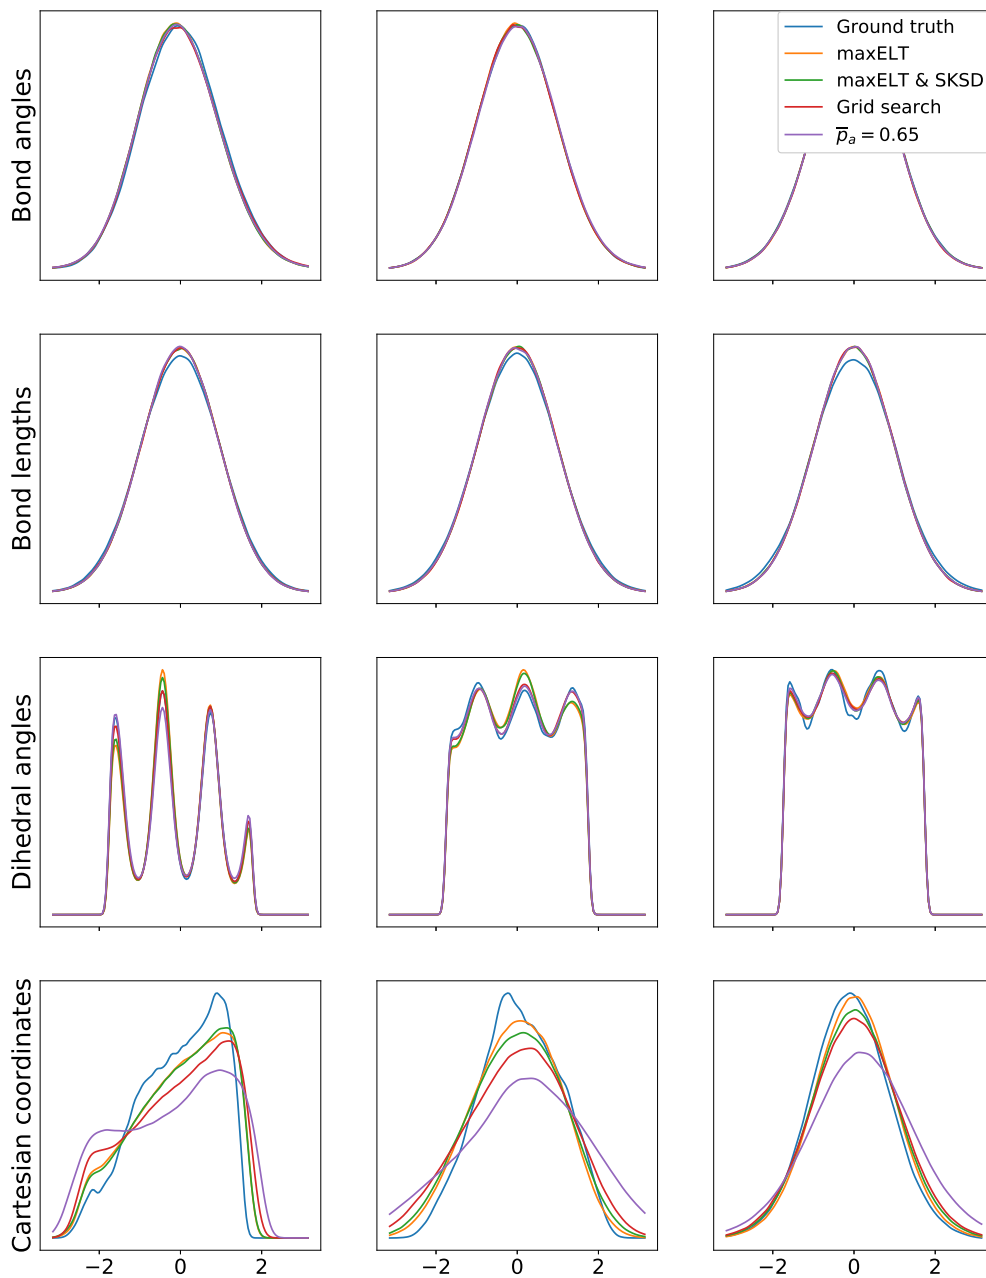 Bond angles
Ground truth
maxELT
maxELT & SKSD
Grid search
p̅ₐ = 0.65
Bond lengths
Dihedral angles
Cartesian coordinates
−2 0 2 −2 0 2 −2 0 2